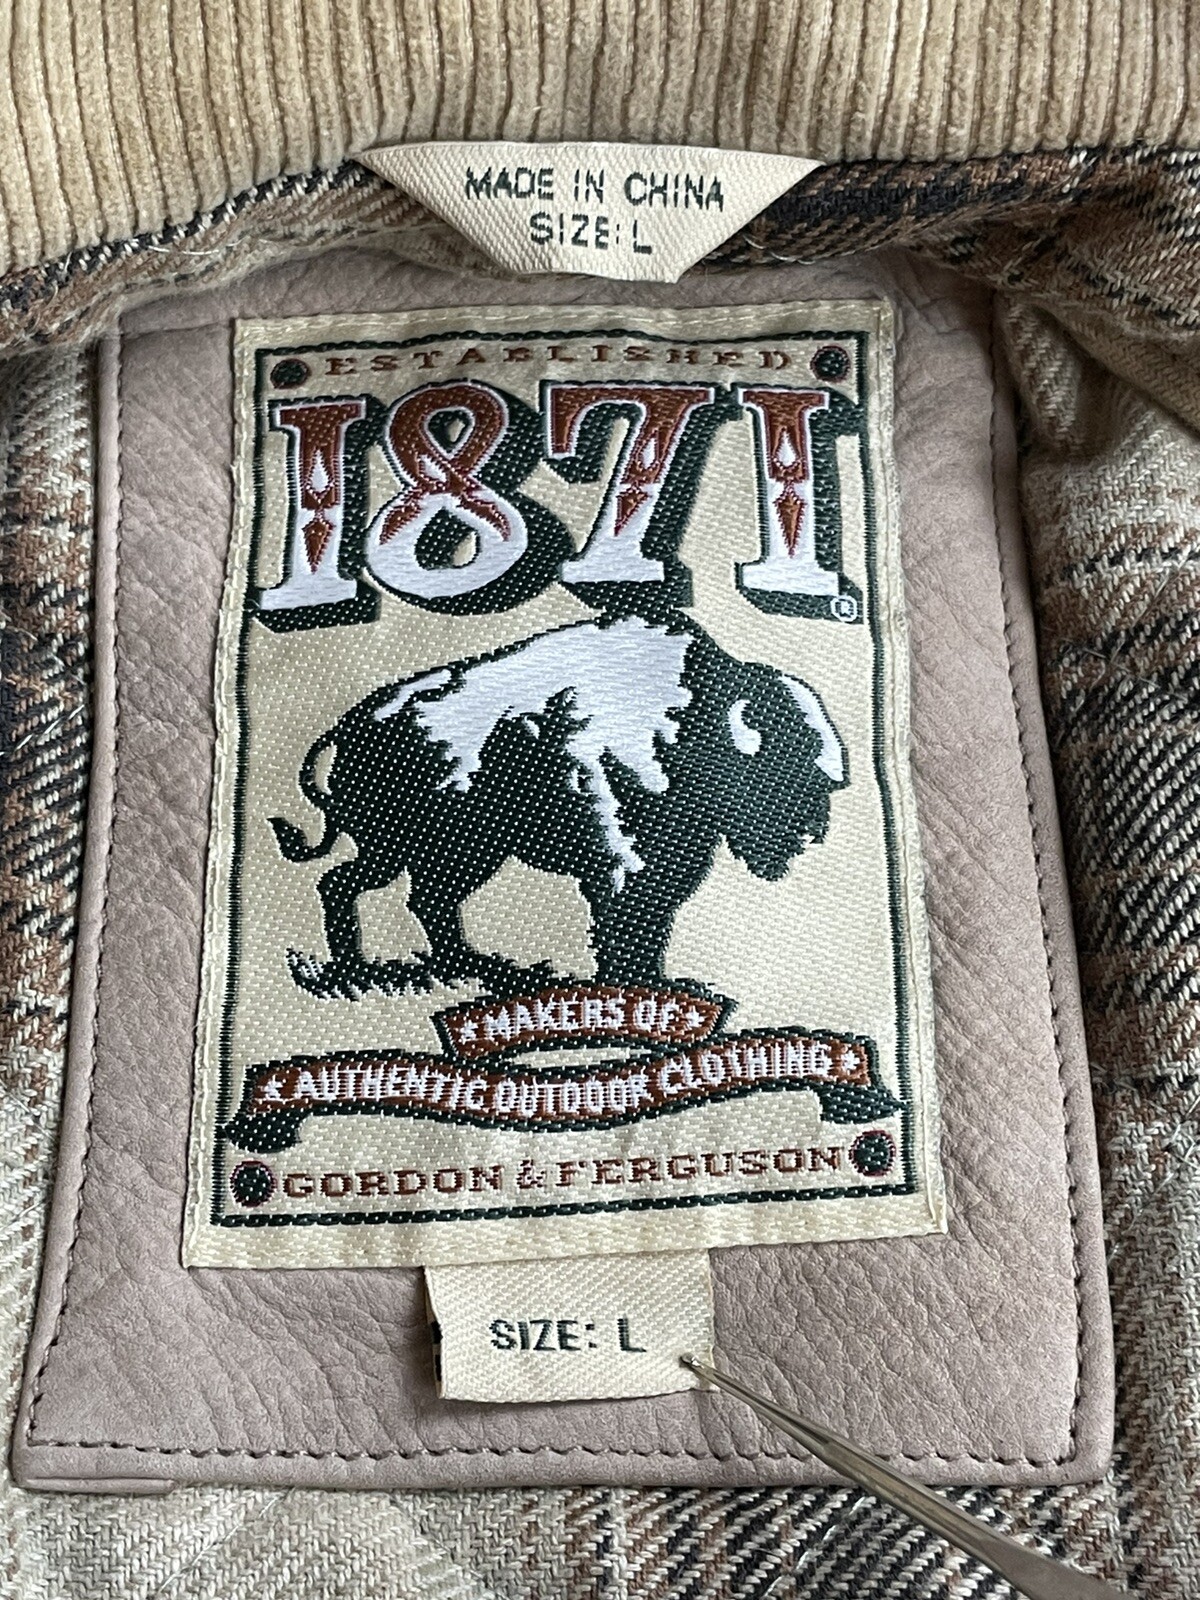 MADE IN CHINA
SIZE: L
ESTABLISHED
1871®
MAKERS OF
AUTHENTIC OUTDOOR CLOTHING
GORDON & FERGUSON
SIZE: L